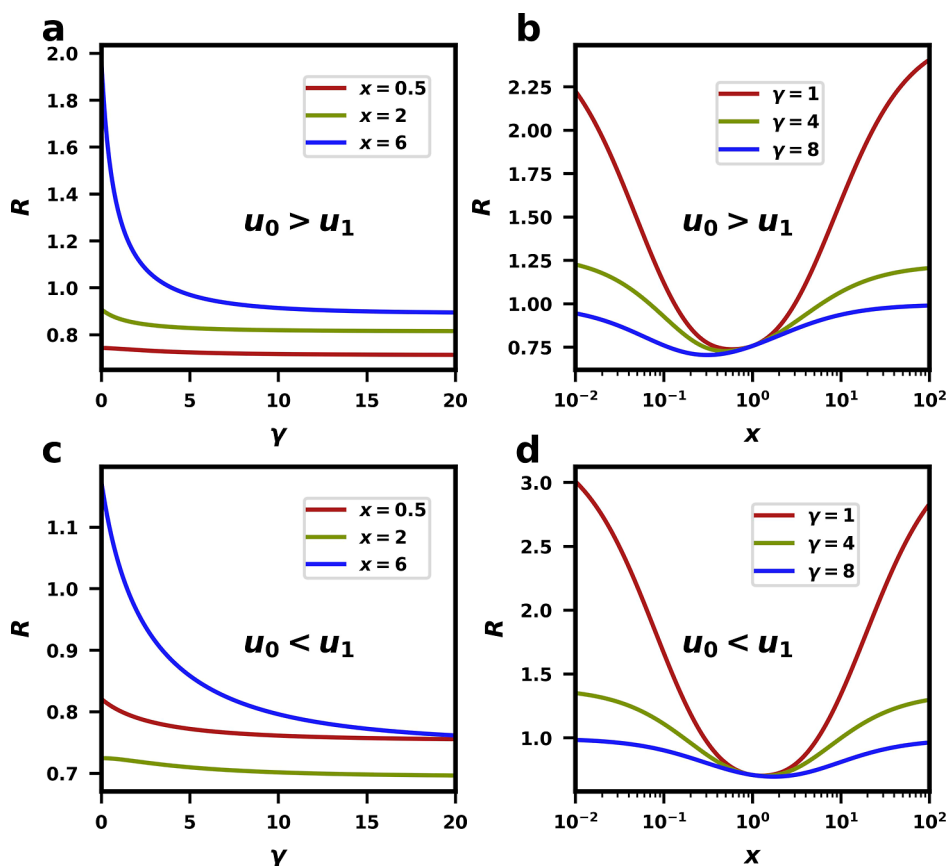 a
2.0
1.8
1.6
1.4
1.2
1.0
0.8
R
x = 0.5
x = 2
x = 6
u₀ > u₁
0 5 10 15 20
γ
b
2.25
2.00
1.75
1.50
1.25
1.00
0.75
R
γ = 1
γ = 4
γ = 8
u₀ > u₁
10⁻² 10⁻¹ 10⁰ 10¹ 10²
x
c
1.1
1.0
0.9
0.8
0.7
R
x = 0.5
x = 2
x = 6
u₀ < u₁
0 5 10 15 20
γ
d
3.0
2.5
2.0
1.5
1.0
R
γ = 1
γ = 4
γ = 8
u₀ < u₁
10⁻² 10⁻¹ 10⁰ 10¹ 10²
x